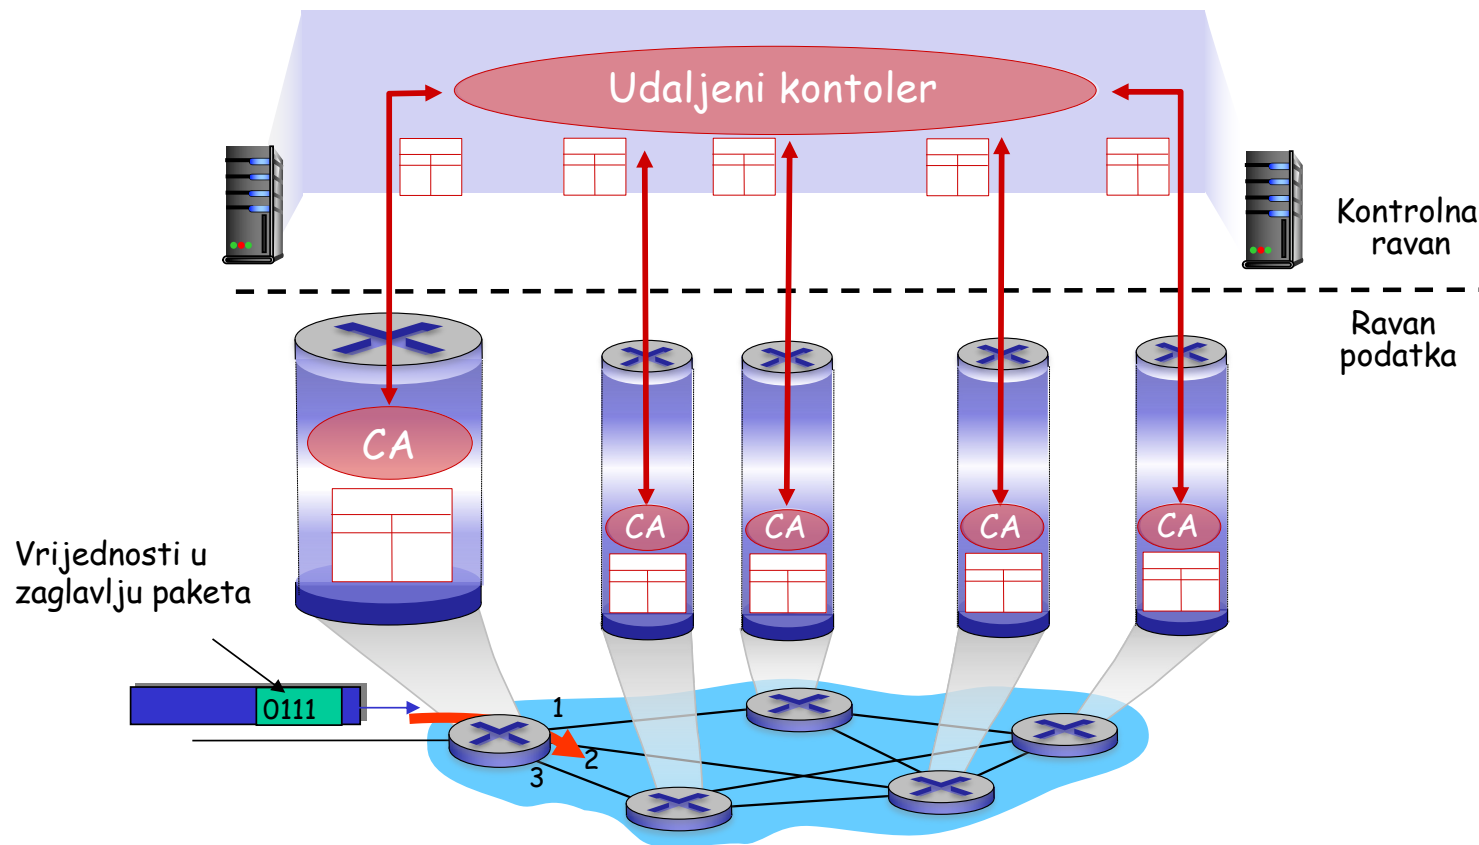 Udaljeni kontoler
Kontrolna
ravan
Ravan
podatka
CA
CA
CA
CA
CA
Vrijednosti u
zaglavlju paketa
0111
1
2
3